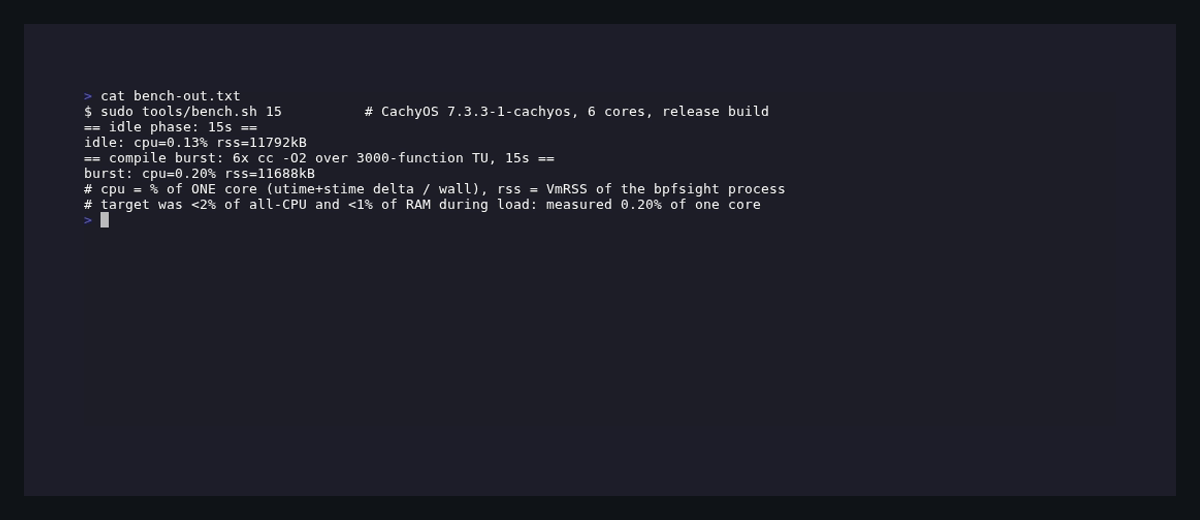 > cat bench-out.txt
$ sudo tools/bench.sh 15          # CachyOS 7.3.3-1-cachyos, 6 cores, release build
== idle phase: 15s ==
idle: cpu=0.13% rss=11792kB
== compile burst: 6x cc -O2 over 3000-function TU, 15s ==
burst: cpu=0.20% rss=11688kB
# cpu = % of ONE core (utime+stime delta / wall), rss = VmRSS of the bpfsight process
# target was <2% of all-CPU and <1% of RAM during load: measured 0.20% of one core
>